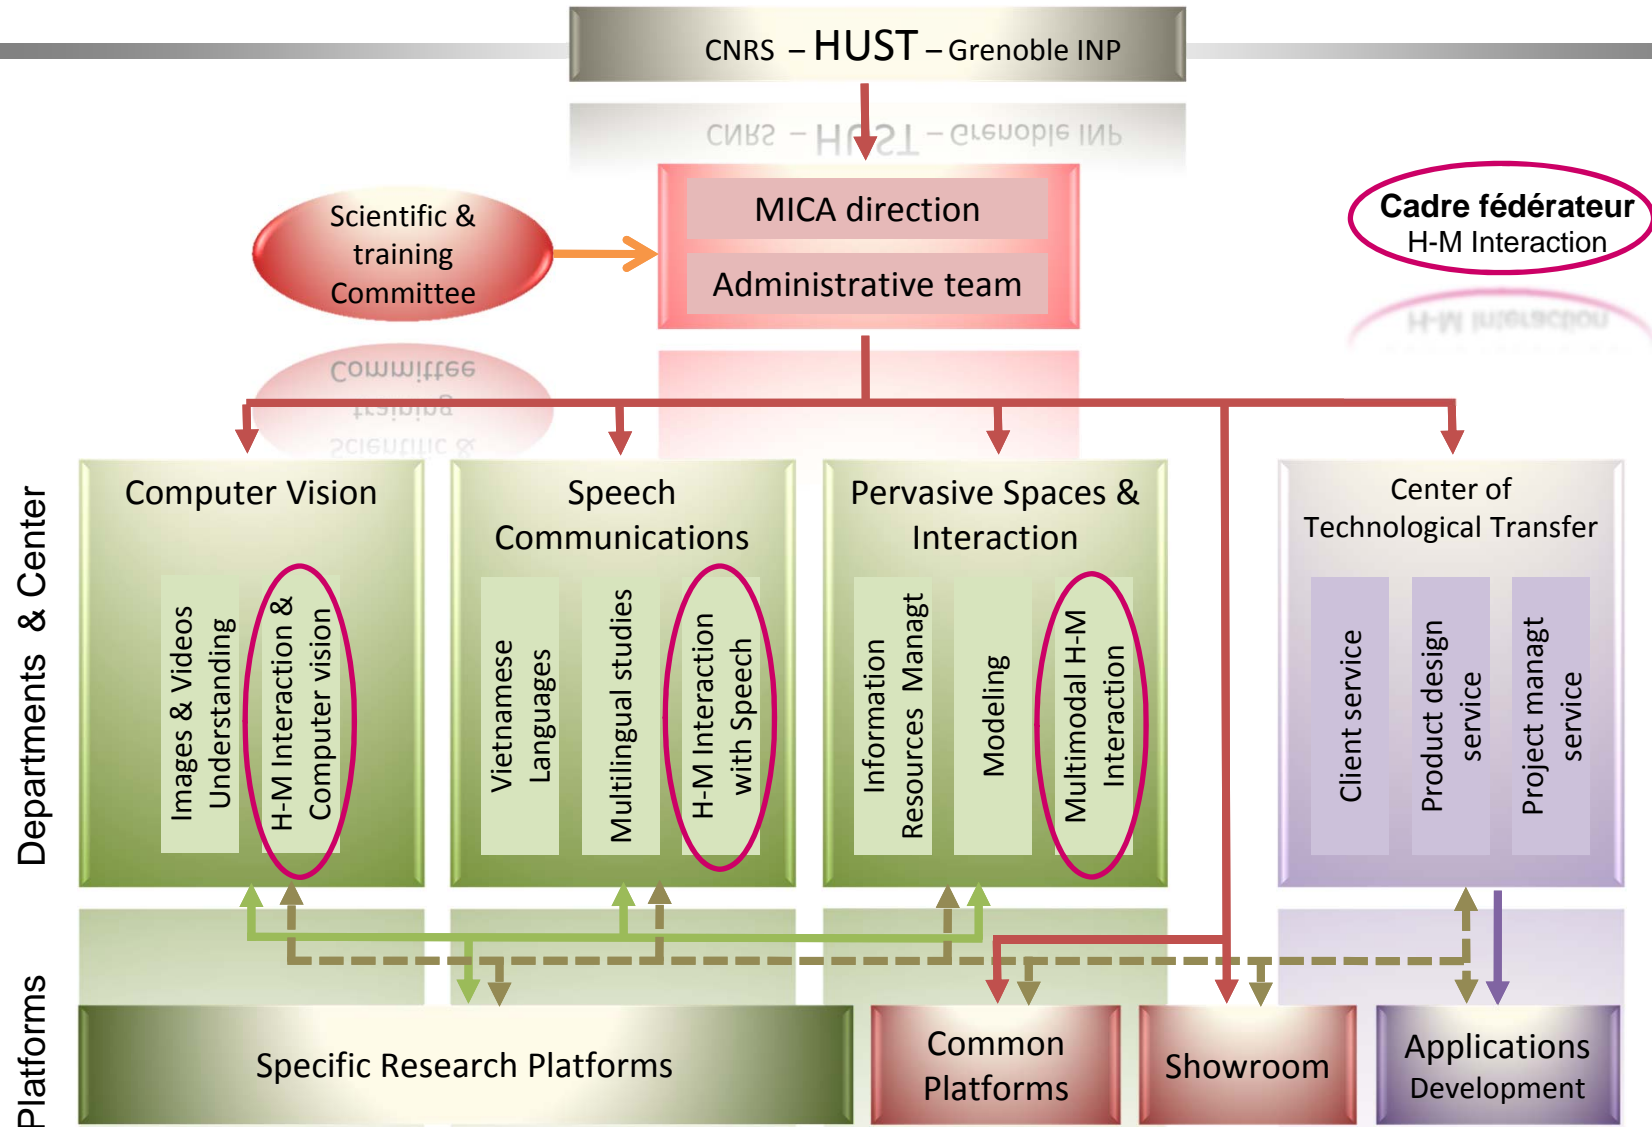 CNRS – HUST – Grenoble INP
Scientific &
training
Committee
MICA direction
Administrative team
Cadre fédérateur
H-M Interaction
Departments & Center
Computer Vision
Images & Videos
Understanding
H-M Interaction &
Computer vision
Speech
Communications
Vietnamese
Languages
Multilingual studies
H-M Interaction
with Speech
Pervasive Spaces &
Interaction
Information
Resources Managt
Modeling
Multimodal H-M
Interaction
Center of
Technological Transfer
Client service
Product design
service
Project managt
service
Platforms
Specific Research Platforms
Common
Platforms
Showroom
Applications
Development